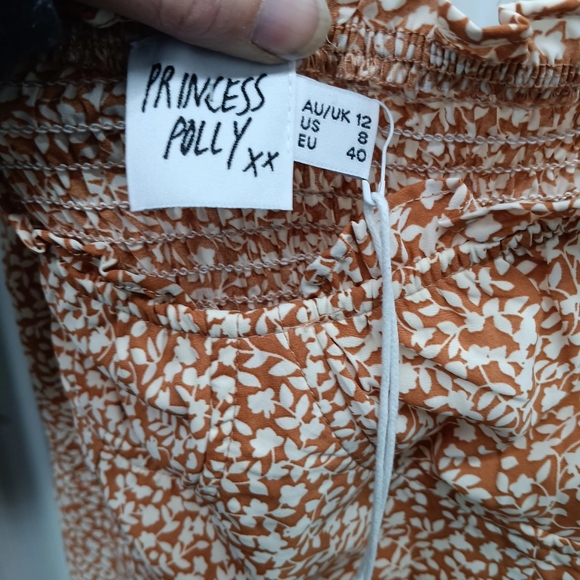 PRINCESS
POLLY xx
AU/UK 12
US 8
EU 40